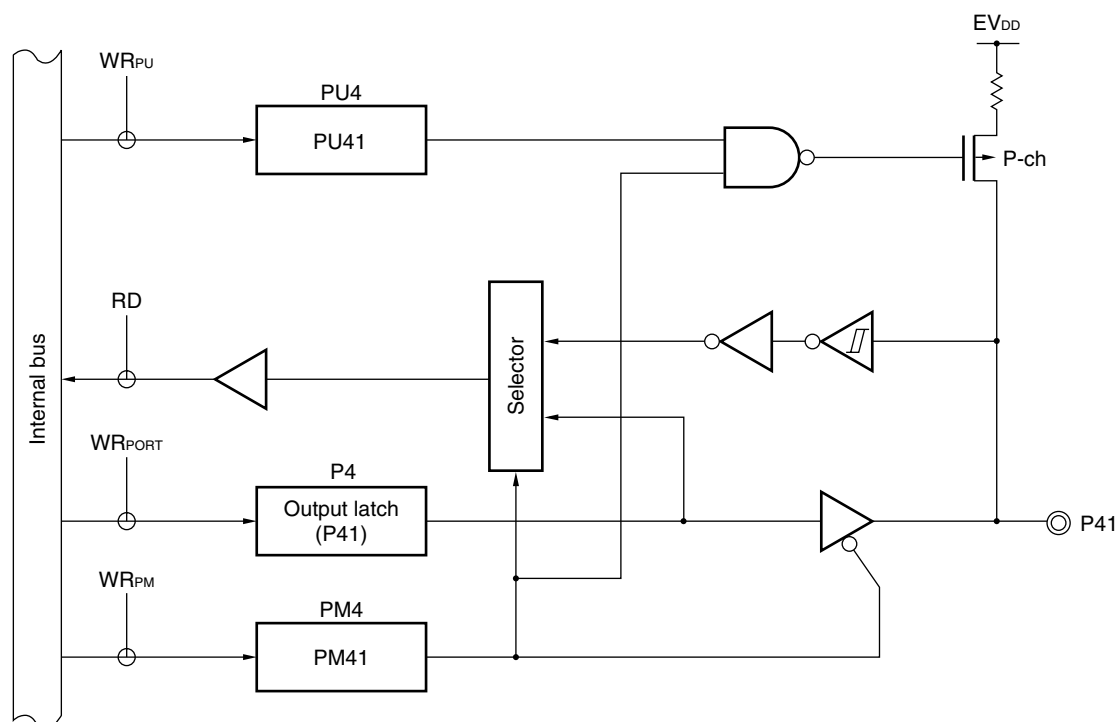 EVDD
WRPU
PU4
PU41
P-ch
RD
Selector
Internal bus
WRPORT
P4
Output latch
(P41)
P41
WRPM
PM4
PM41